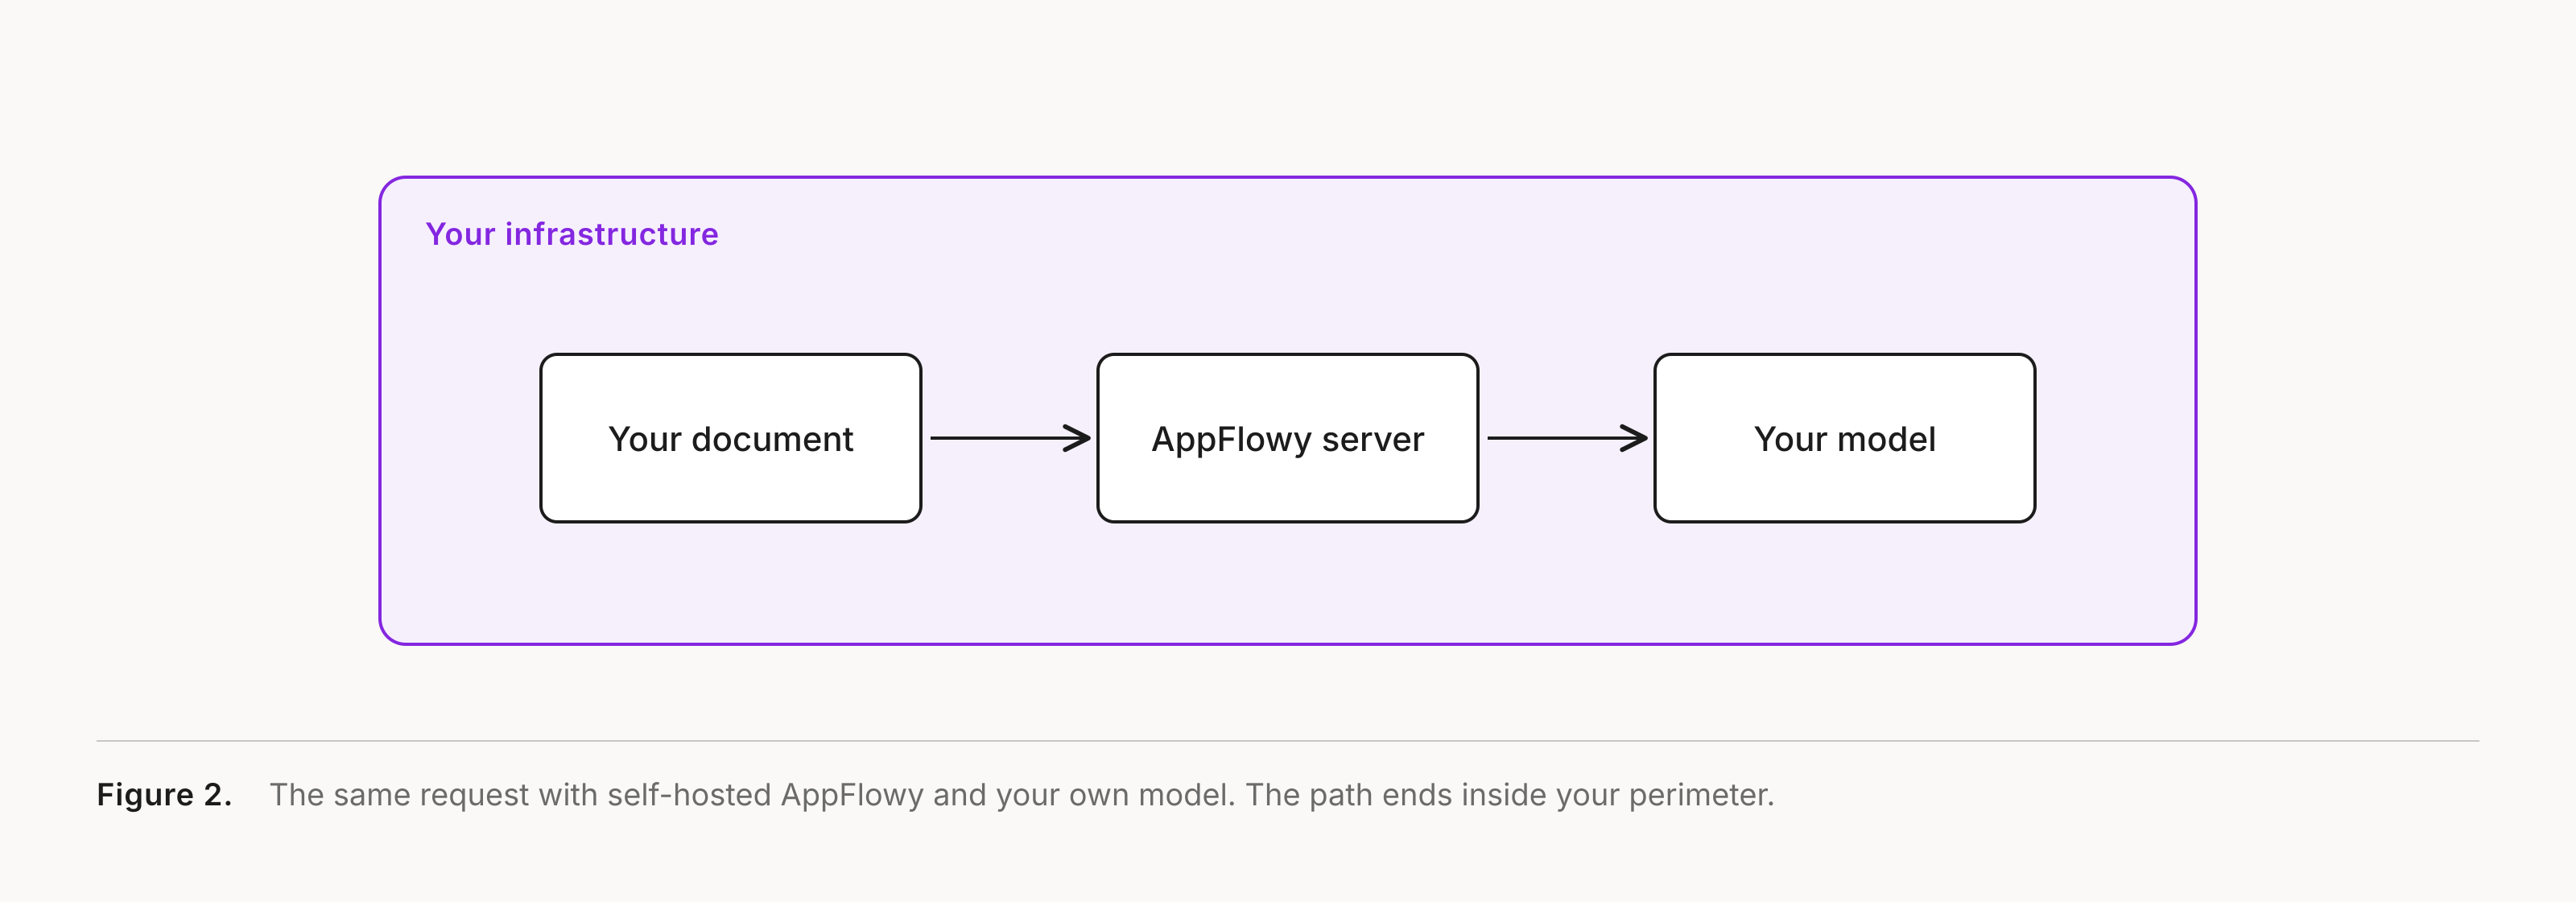 Your infrastructure
Your document
AppFlowy server
Your model
Figure 2. The same request with self-hosted AppFlowy and your own model. The path ends inside your perimeter.